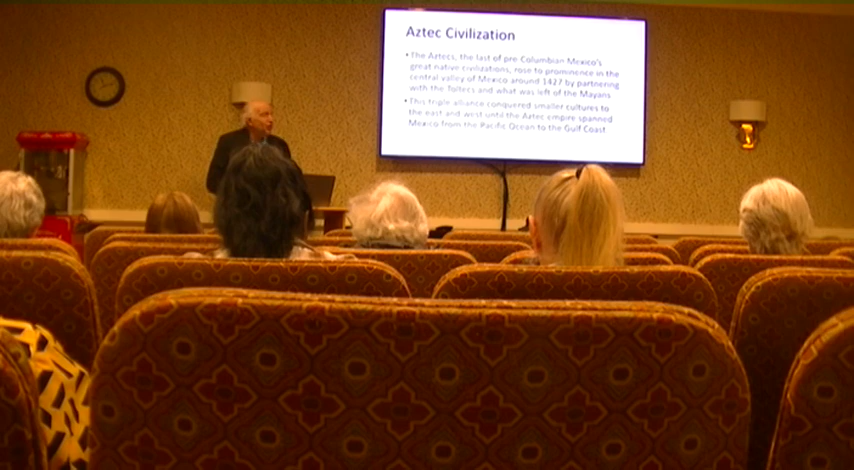 Aztec Civilization
• The Aztecs, the last of pre-Columbian Mexico's
great native civilizations, rose to prominence in the
central valley of Mexico around 1427 by partnering
with the Toltecs and what was left of the Mayans
• This triple alliance conquered smaller cultures to
the east and west until the Aztec empire spanned
Mexico from the Pacific Ocean to the Gulf Coast